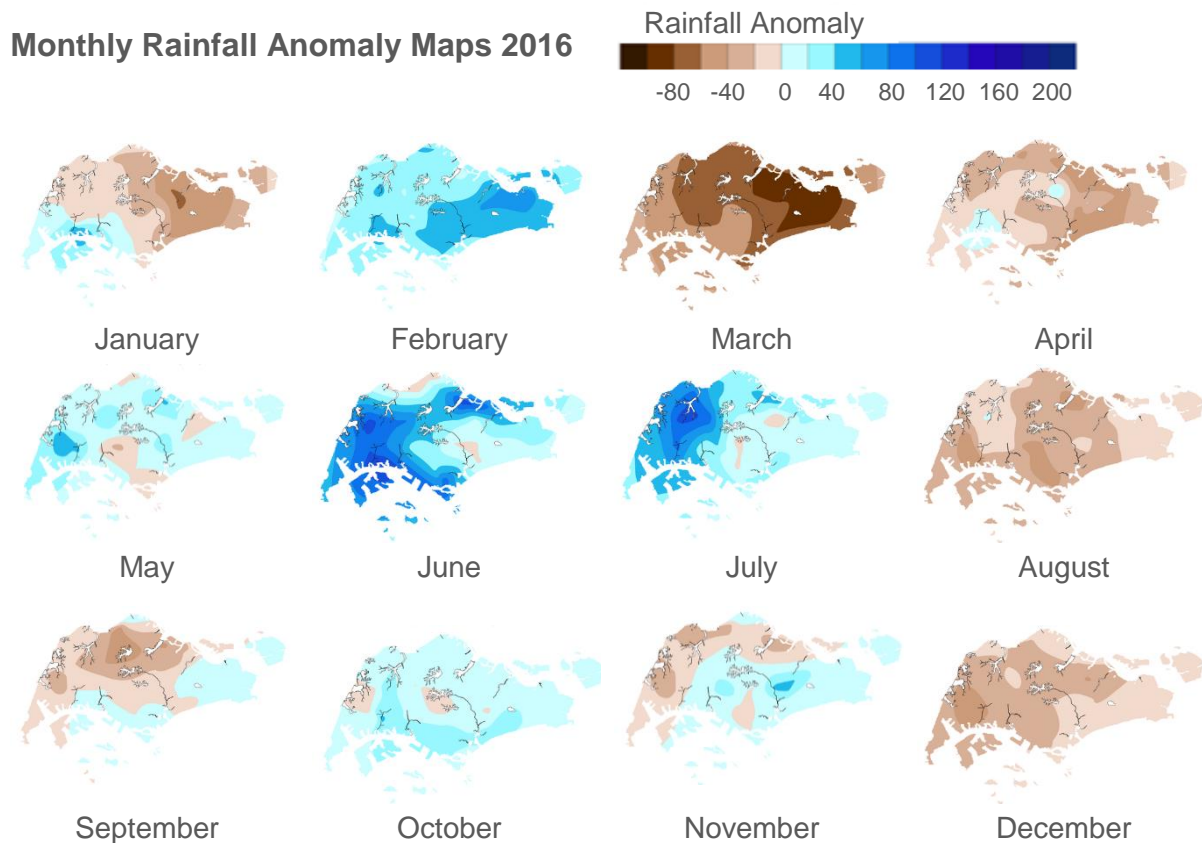 Monthly Rainfall Anomaly Maps 2016
Rainfall Anomaly
-80 -40 0 40 80 120 160 200
January February March April
May June July August
September October November December